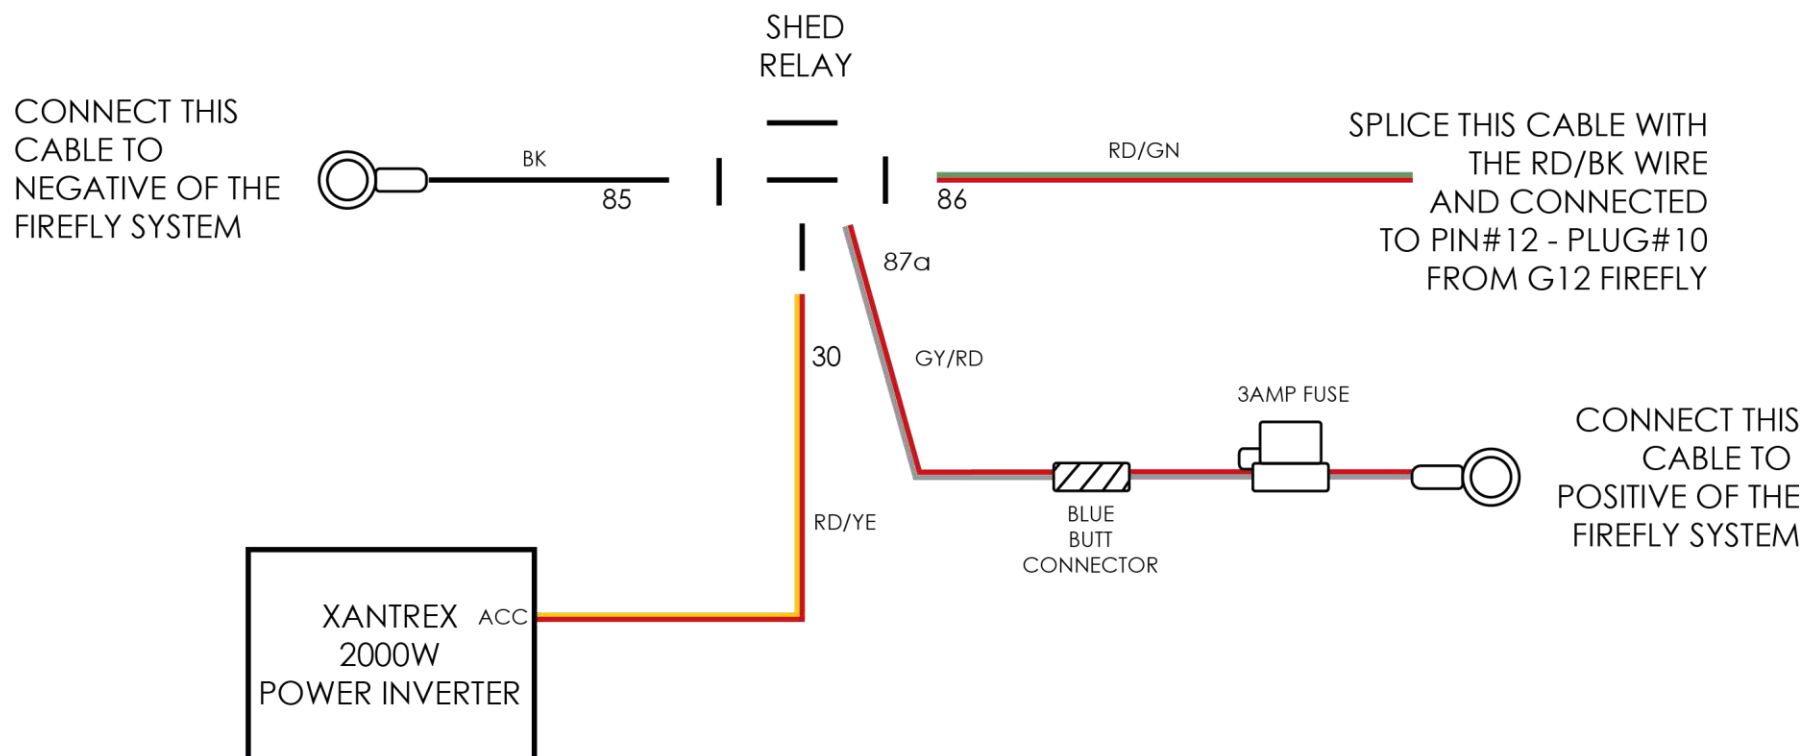 SHED
RELAY
CONNECT THIS
CABLE TO
NEGATIVE OF THE
FIREFLY SYSTEM
BK
85
86
RD/GN
SPLICE THIS CABLE WITH
THE RD/BK WIRE
AND CONNECTED
TO PIN#12 - PLUG#10
FROM G12 FIREFLY
87a
30
GY/RD
3AMP FUSE
CONNECT THIS
CABLE TO
POSITIVE OF THE
FIREFLY SYSTEM
BLUE
BUTT
CONNECTOR
RD/YE
XANTREX
2000W
POWER INVERTER
ACC